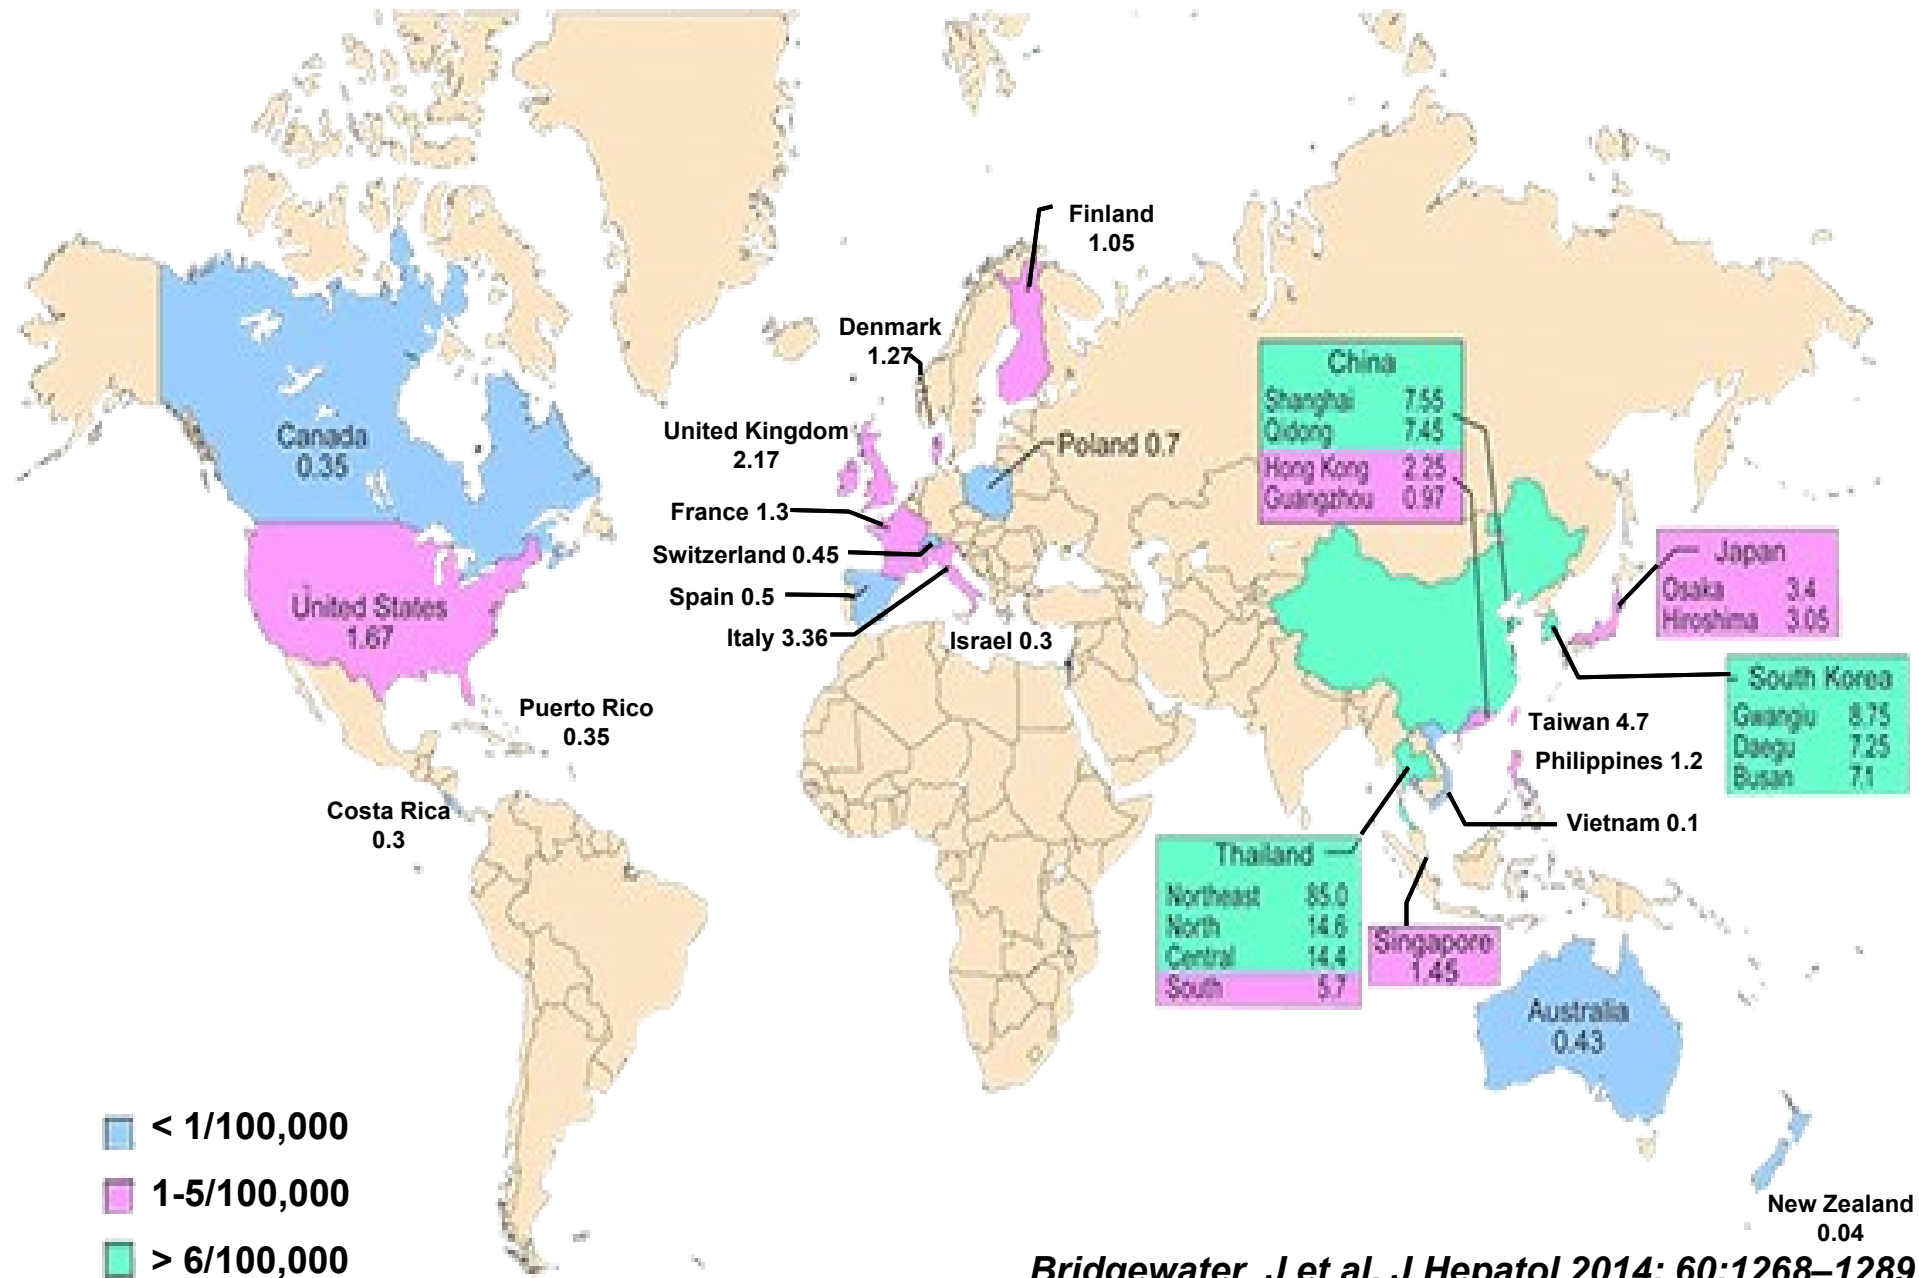 Finland
1.05
Denmark
1.27
United Kingdom
2.17
Poland 0.7
France 1.3
Switzerland 0.45
Spain 0.5
Italy 3.36
Israel 0.3
Canada
0.35
United States
1.67
Puerto Rico
0.35
Costa Rica
0.3
China
Shanghai 7.55
Qidong 7.45
Hong Kong 2.25
Guangzhou 0.97
Japan
Osaka 3.4
Hiroshima 3.05
South Korea
Gwangiu 8.75
Daegu 7.25
Busan 7.1
Taiwan 4.7
Philippines 1.2
Vietnam 0.1
Thailand
Northeast 85.0
North 14.6
Central 14.4
South 5.7
Singapore
1.45
Australia
0.43
New Zealand
0.04
< 1/100,000
1-5/100,000
> 6/100,000
Bridgewater J et al. J Hepatol 2014; 60:1268–1289